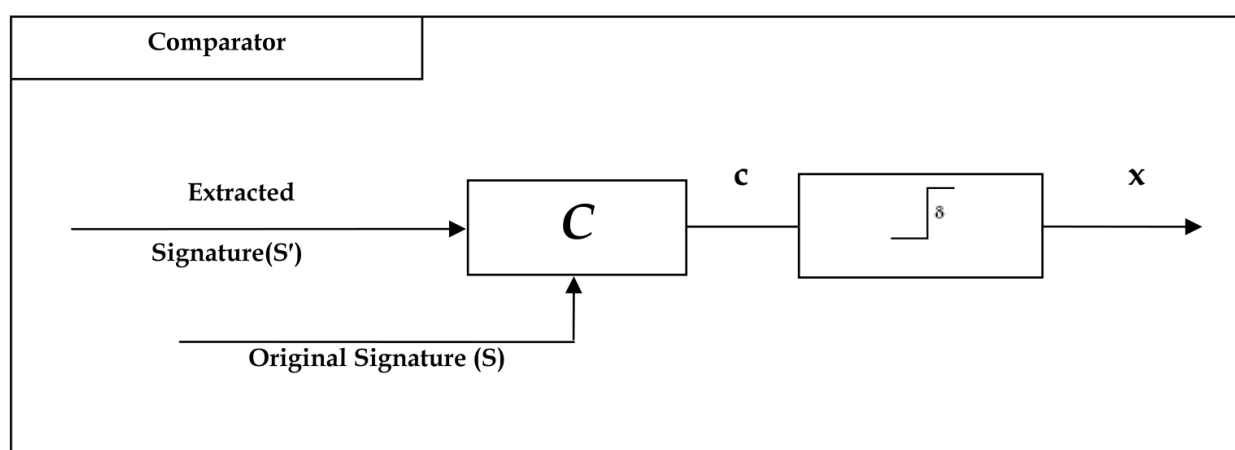 Comparator
Extracted
Signature(S')
C
c
δ
x
Original Signature (S)